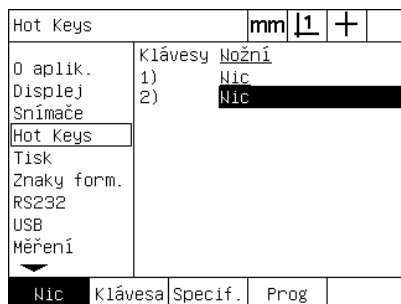 Hot Keys
mm 1
Klávesy Nožní
1) Nic
2) Nic
O aplik.
Displej
Snímače
Hot Keys
Tisk
Znaky form.
RS232
USB
Měření
Nic Klávesa Specif. Prog